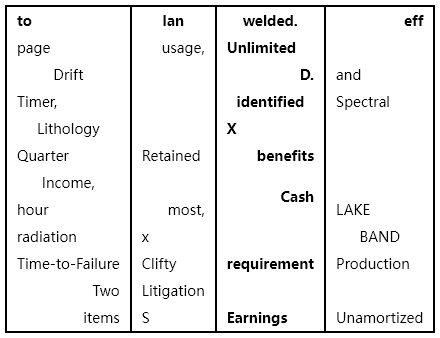 to lan welded. eff
page usage, Unlimited
Drift D. and
Timer, identified Spectral
Lithology X
Quarter Retained benefits
Income, Cash
hour most, LAKE
radiation x BAND
Time-to-Failure Clifty requirement Production
Two Litigation
items S Earnings Unamortized